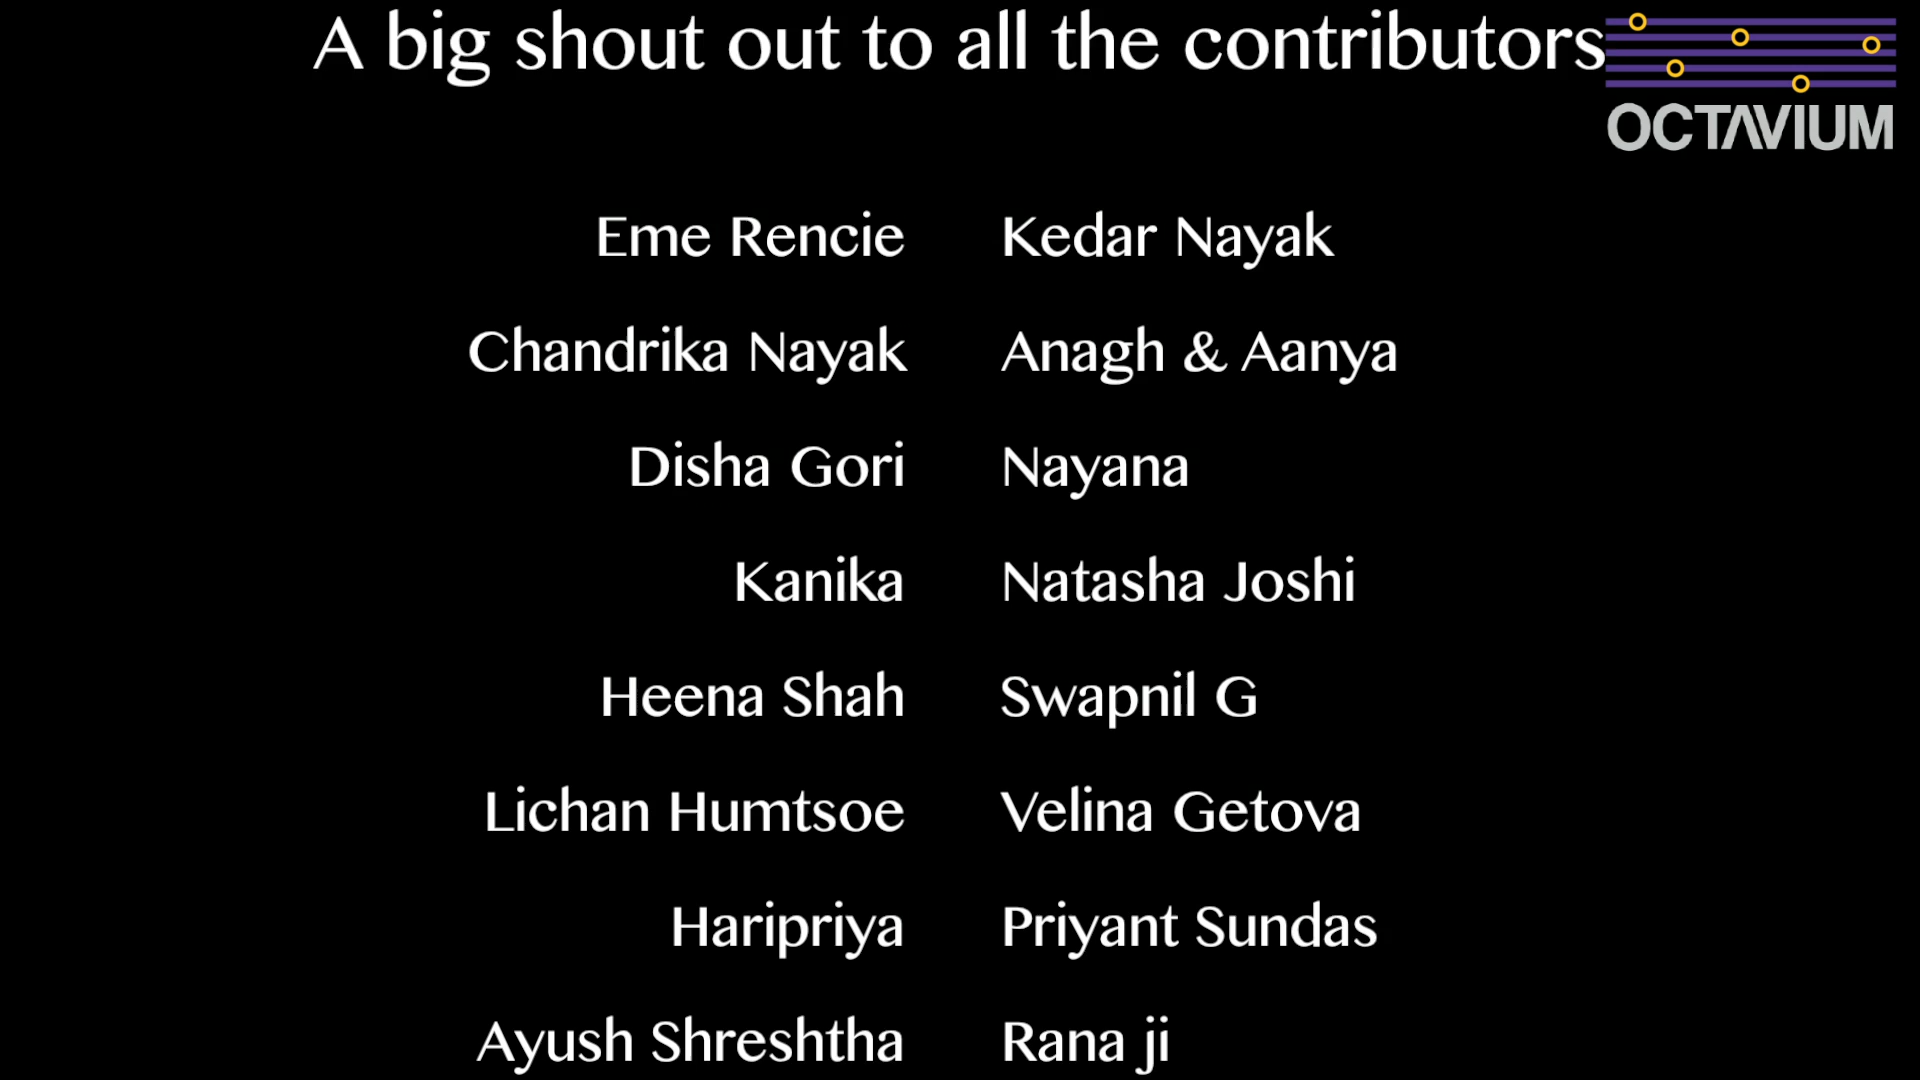 A big shout out to all the contributors
OCTAVIUM
Eme Rencie Kedar Nayak
Chandrika Nayak Anagh & Aanya
Disha Gori Nayana
Kanika Natasha Joshi
Heena Shah Swapnil G
Lichan Humtsoe Velina Getova
Haripriya Priyant Sundas
Ayush Shreshtha Rana ji